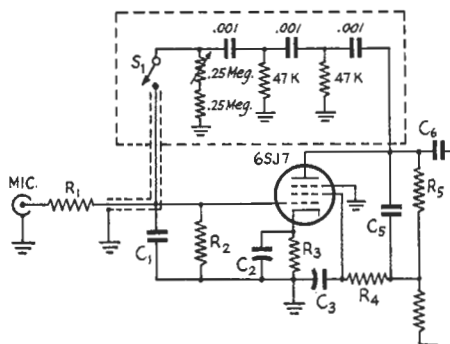 .001 .001 .001
S1
.25 Meg.
47 K
47 K
.25 Meg.
6SJ7
C6
MIC.
R1
R5
C5
R2
R3
C1
C2
C3
R4